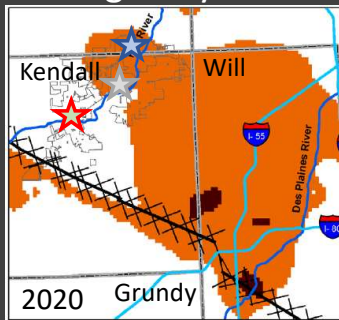 River
Kendall
Will
I- 55
Des Plaines River
I- 80
2020
Grundy